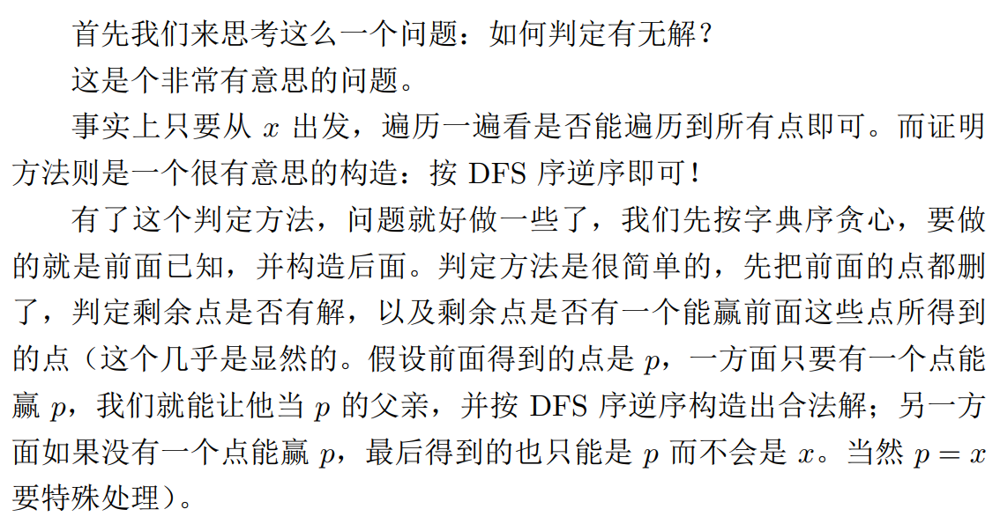 首先我们来思考这么一个问题：如何判定有无解？
这是个非常有意思的问题。
事实上只要从 x 出发，遍历一遍看是否能遍历到所有点即可。而证明
方法则是一个很有意思的构造：按 DFS 序逆序即可！
有了这个判定方法，问题就好做一些了，我们先按字典序贪心，要做
的就是前面已知，并构造后面。判定方法是很简单的，先把前面的点都删
了，判定剩余点是否有解，以及剩余点是否有一个能赢前面这些点所得到
的点（这个几乎是显然的。假设前面得到的点是 p，一方面只要有一个点能
赢 p，我们就能让他当 p 的父亲，并按 DFS 序逆序构造出合法解；另一方
面如果没有一个点能赢 p，最后得到的也只能是 p 而不会是 x。当然 p = x
要特殊处理）。